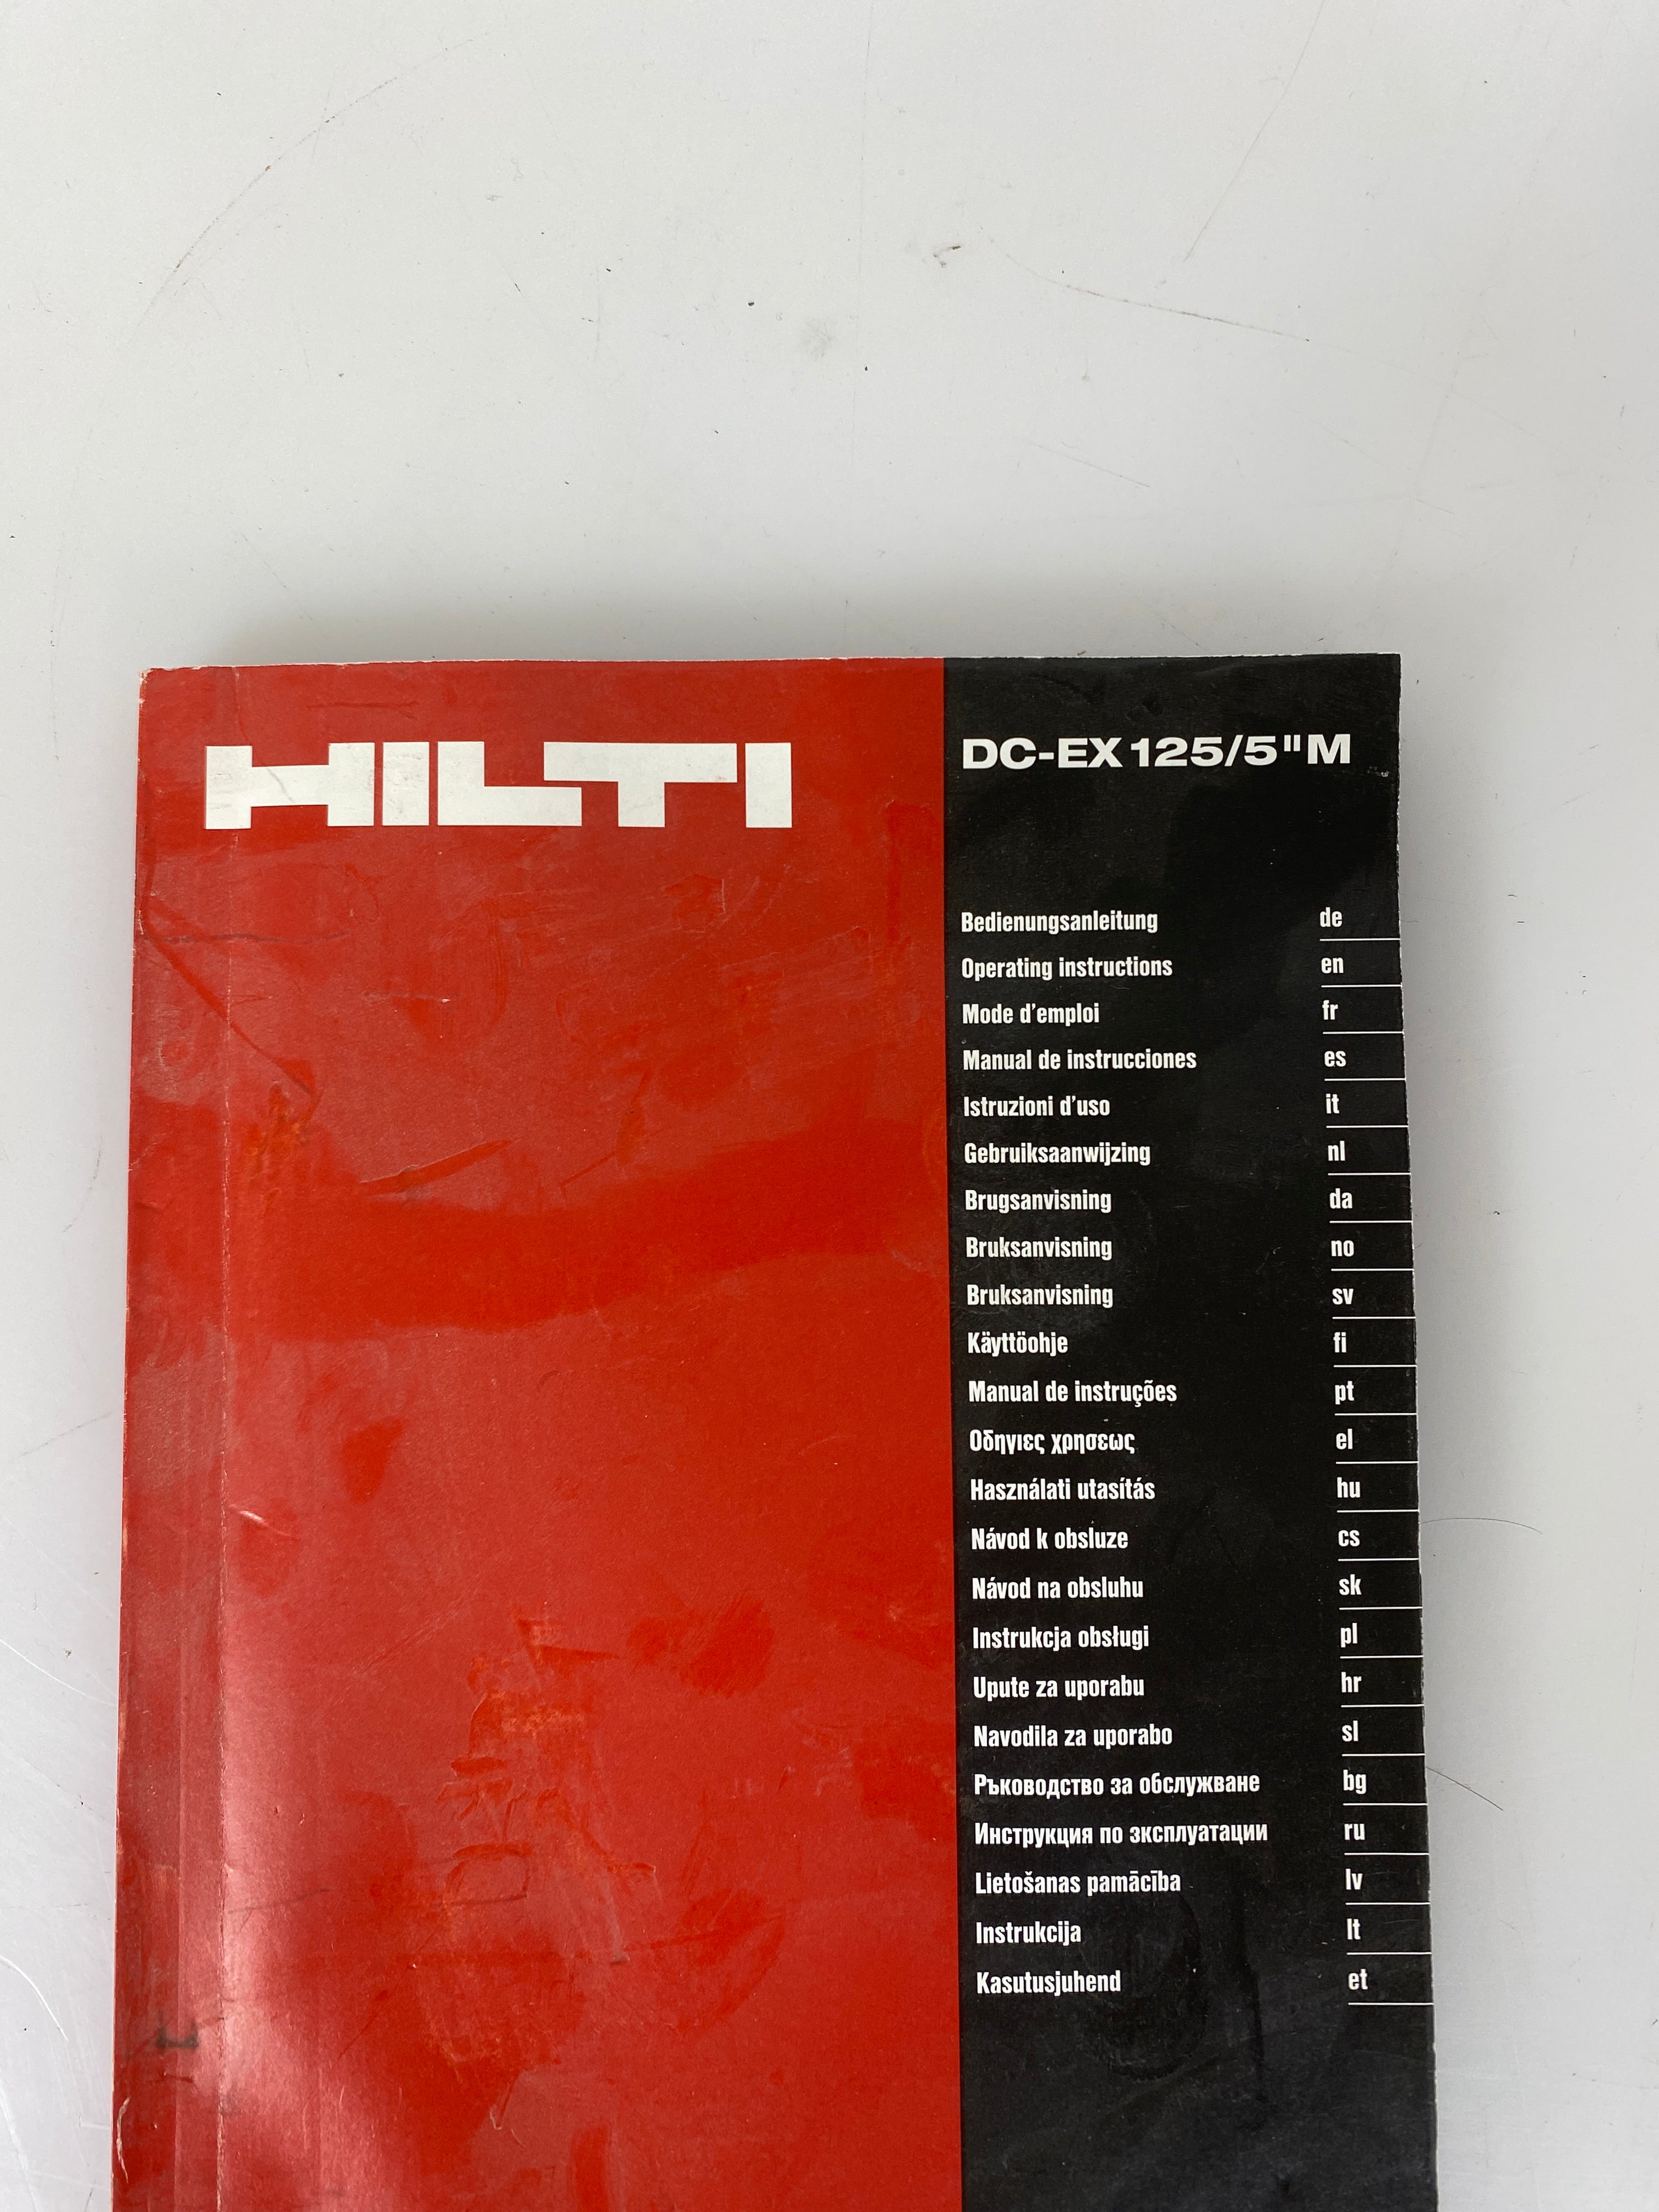 HILTI
DC-EX 125/5"M
Bedienungsanleitung de
Operating instructions en
Mode d'emploi fr
Manual de instrucciones es
Istruzioni d'uso it
Gebruiksaanwijzing nl
Brugsanvisning da
Bruksanvisning no
Bruksanvisning sv
Käyttöohje fi
Manual de instruções pt
Οδηγιες χρησεως el
Használati utasítás hu
Návod k obsluze cs
Návod na obsluhu sk
Instrukcja obsługi pl
Upute za uporabu hr
Navodila za uporabo sl
Ръководство за обслужване bg
Инструкция по зксплуатации ru
Lietošanas pamācība lv
Instrukcija lt
Kasutusjuhend et